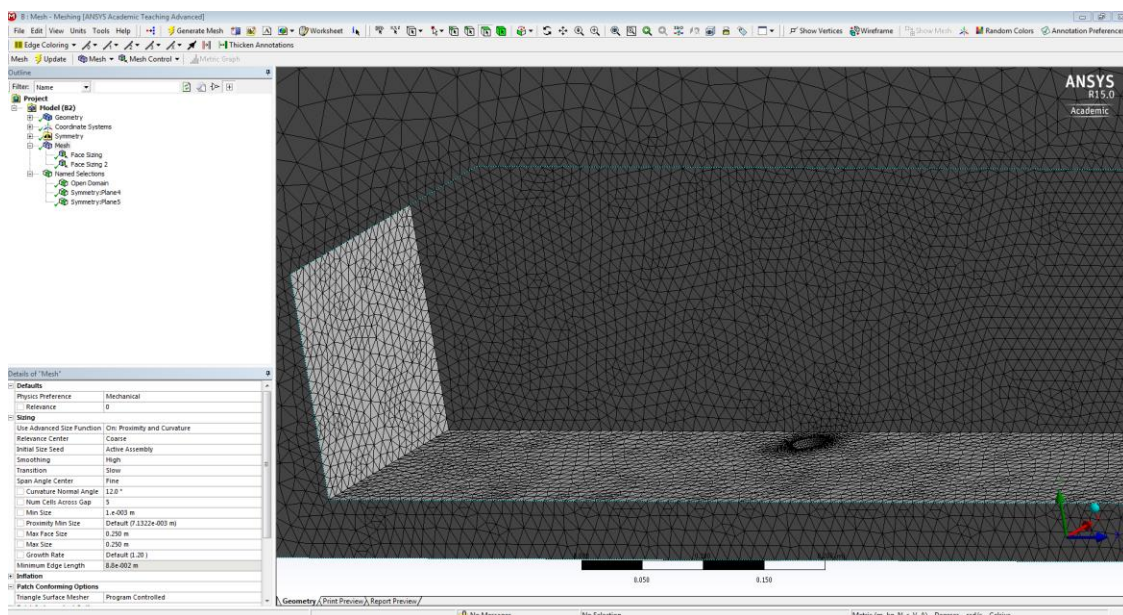 B : Mesh - Meshing [ANSYS Academic Teaching Advanced]
File Edit View Units Tools Help Generate Mesh Worksheet Show Vertices Wireframe Show Mesh Random Colors Annotation Preferences
Edge Coloring Thicken Annotations
Mesh Update Mesh Mesh Control Metric Graph
Outline
Filter: Name
Project
Model (B2)
Geometry
Coordinate Systems
Symmetry
Mesh
Face Sizing
Face Sizing 2
Named Selections
Open Domain
Symmetry:Plane4
Symmetry:Plane5
ANSYS
R15.0
Academic
Details of "Mesh"
Defaults
Physics Preference Mechanical
Relevance 0
Sizing
Use Advanced Size Function On: Proximity and Curvature
Relevance Center Coarse
Initial Size Seed Active Assembly
Smoothing High
Transition Slow
Span Angle Center Fine
Curvature Normal Angle 12.0 °
Num Cells Across Gap 5
Min Size 1.e-003 m
Proximity Min Size Default (7.1322e-003 m)
Max Face Size 0.250 m
Max Size 0.250 m
Growth Rate Default (1.20 )
Minimum Edge Length 8.8e-002 m
Inflation
Patch Conforming Options
Triangle Surface Mesher Program Controlled
0.050 0.150
Geometry Print Preview Report Preview
No Messages No Selection